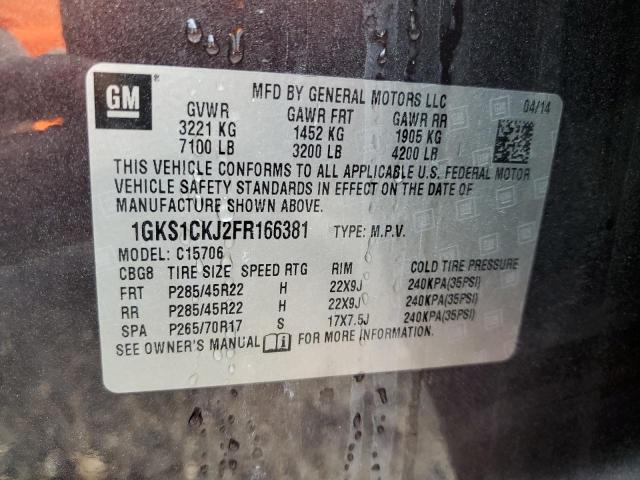 GM
®
MFD BY GENERAL MOTORS LLC
04/14
GVWR GAWR FRT GAWR RR
3221 KG 1452 KG 1905 KG
7100 LB 3200 LB 4200 LB
THIS VEHICLE CONFORMS TO ALL APPLICABLE U.S. FEDERAL MOTOR
VEHICLE SAFETY STANDARDS IN EFFECT ON THE DATE OF
MANUFACTURE SHOWN ABOVE.
1GKS1CKJ2FR166381 TYPE: M.P.V.
MODEL: C15706
CBG8 TIRE SIZE SPEED RTG RIM COLD TIRE PRESSURE
FRT P285/45R22 H 22X9J 240KPA(35PSI)
RR P285/45R22 H 22X9J 240KPA(35PSI)
SPA P265/70R17 S 17X7.5J 240KPA(35PSI)
SEE OWNER'S MANUAL FOR MORE INFORMATION.